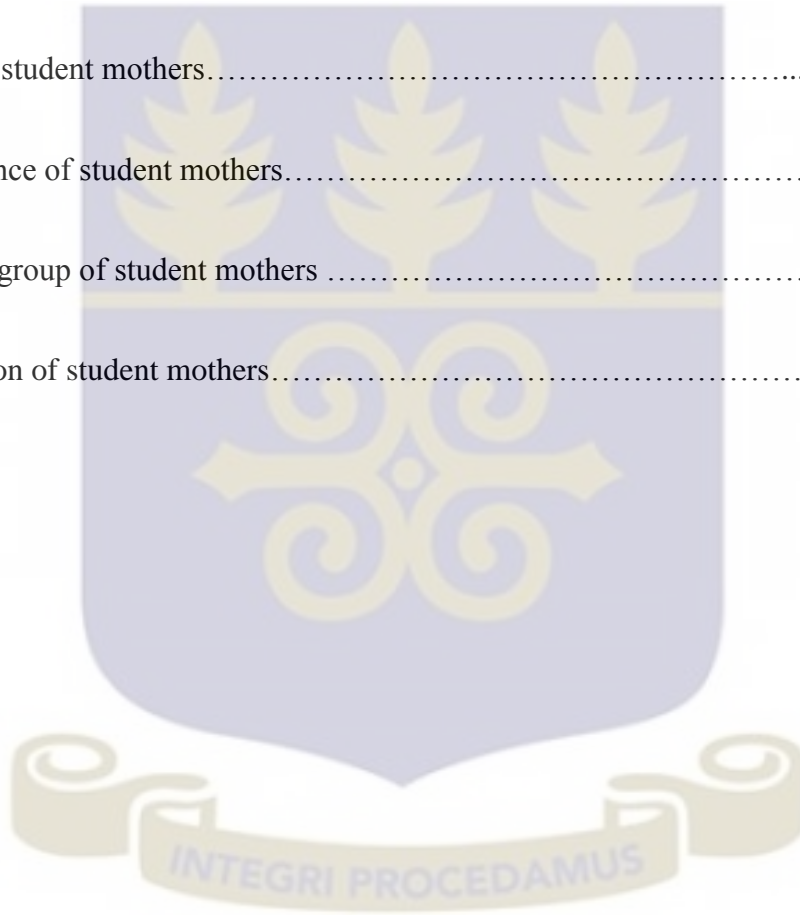 student mothers……………………………………………………..
nce of student mothers…………………………………………
group of student mothers ………………………………………
on of student mothers……………………………………………
INTEGRI PROCEDAMUS